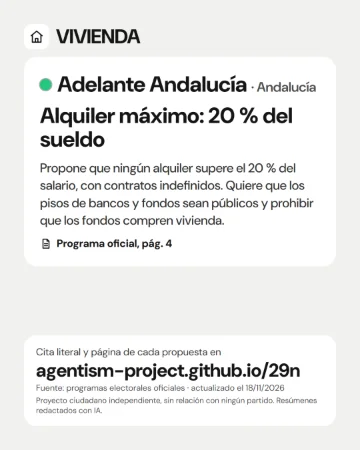 VIVIENDA
Adelante Andalucía · Andalucía
Alquiler máximo: 20 % del
sueldo
Propone que ningún alquiler supere el 20 % del
salario, con contratos indefinidos. Quiere que los
pisos de bancos y fondos sean públicos y prohibir
que los fondos compren vivienda.
Programa oficial, pág. 4
Cita literal y página de cada propuesta en
agentism-project.github.io/29n
Fuente: programas electorales oficiales · actualizado el 18/11/2026
Proyecto ciudadano independiente, sin relación con ningún partido. Resúmenes
redactados con IA.